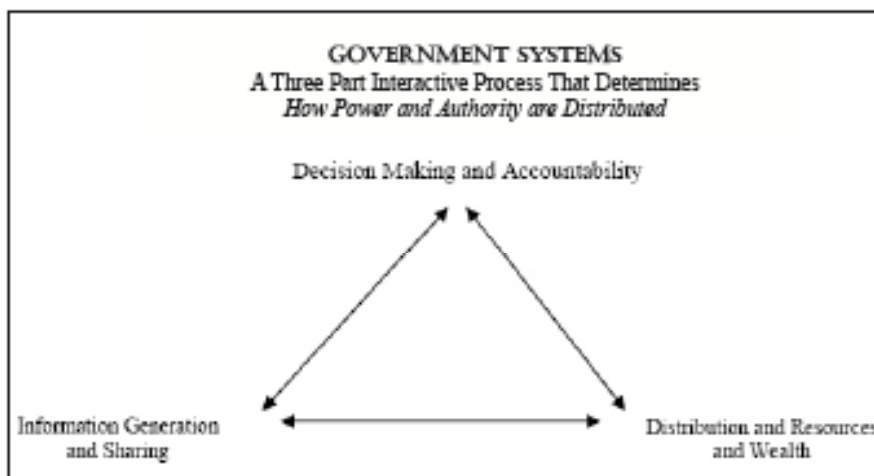 GOVERNMENT SYSTEMS
A Three Part Interactive Process That Determines
How Power and Authority are Distributed
Decision Making and Accountability
Information Generation
and Sharing
Distribution and Resources
and Wealth